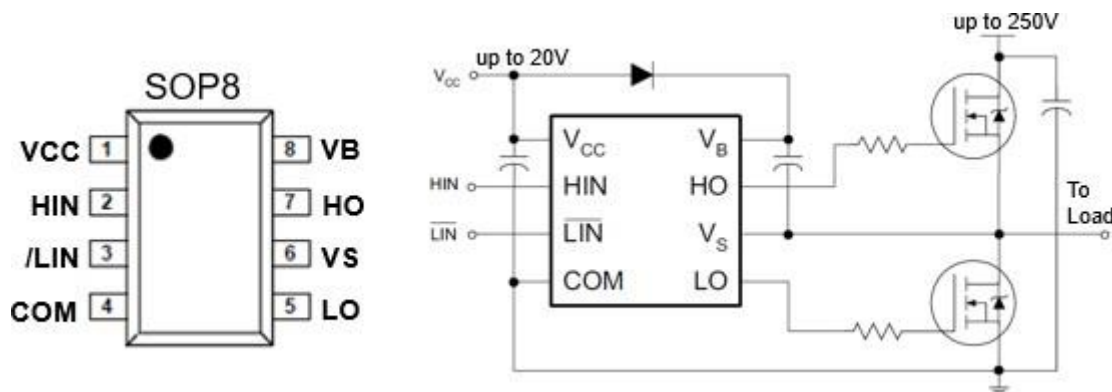 SOP8
VCC 1
8 VB
HIN 2
7 HO
/LIN 3
6 VS
COM 4
5 LO
up to 250V
up to 20V
VCC
VCC
VB
HIN
HIN
HO
LIN
LIN
VS
To
Load
COM
LO